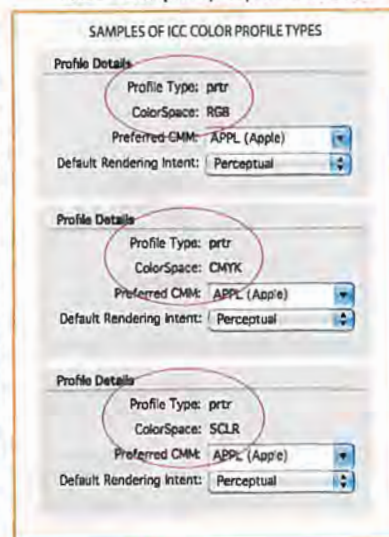 SAMPLES OF ICC COLOR PROFILE TYPES
Profile Details
Profile Type: prtr
ColorSpace: RGB
Preferred CMM: APPL (Apple)
Default Rendering Intent: Perceptual
Profile Details
Profile Type: prtr
ColorSpace: CMYK
Preferred CMM: APPL (Apple)
Default Rendering Intent: Perceptual
Profile Details
Profile Type: prtr
ColorSpace: 5CLR
Preferred CMM: APPL (Apple)
Default Rendering Intent: Perceptual